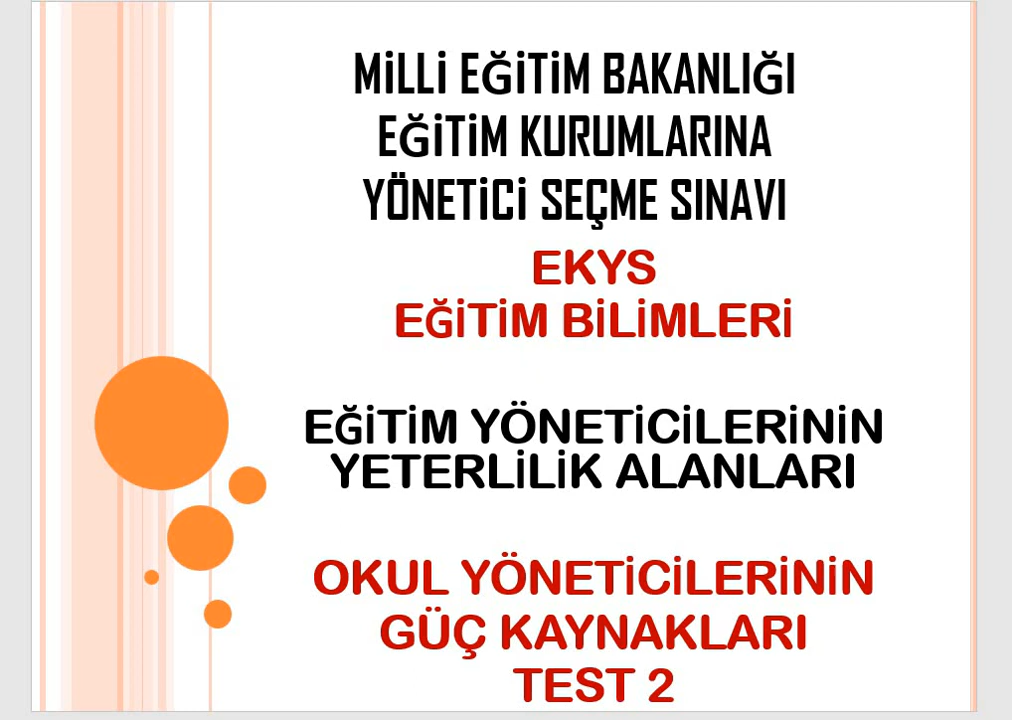 MİLLİ EĞİTİM BAKANLIĞI
EĞİTİM KURUMLARINA
YÖNETİCİ SEÇME SINAVI
EKYS
EĞİTİM BİLİMLERİ
EĞİTİM YÖNETİCİLERİNİN
YETERLİLİK ALANLARI
OKUL YÖNETİCİLERİNİN
GÜÇ KAYNAKLARI
TEST 2